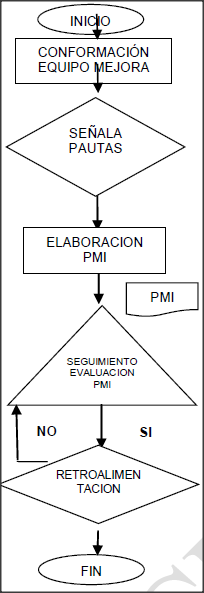 INICIO
CONFORMACIÓN
EQUIPO MEJORA
SEÑALA
PAUTAS
ELABORACION
PMI
PMI
SEGUIMIENTO
EVALUACION
PMI
NO
SI
RETROALIMEN
TACION
FIN